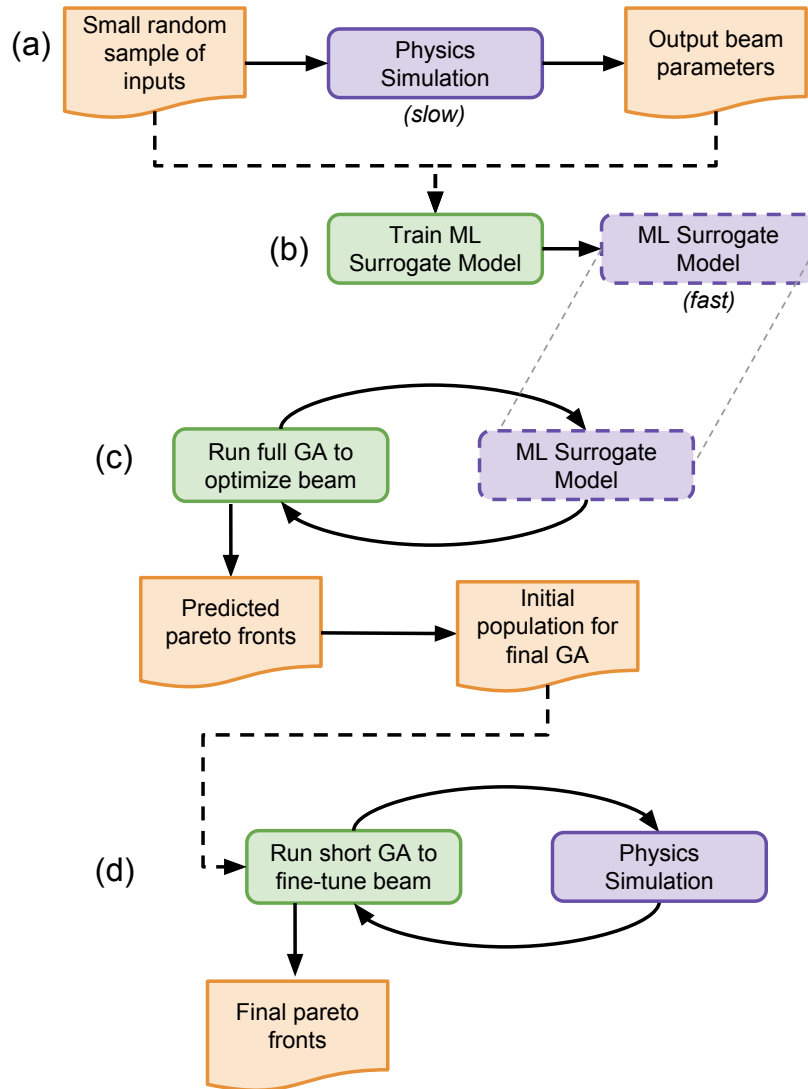 (a)
Small random
sample of
inputs
Physics
Simulation
(slow)
Output beam
parameters
(b)
Train ML
Surrogate Model
ML Surrogate
Model
(fast)
(c)
Run full GA to
optimize beam
ML Surrogate
Model
Predicted
pareto fronts
Initial
population for
final GA
(d)
Run short GA to
fine-tune beam
Physics
Simulation
Final pareto
fronts